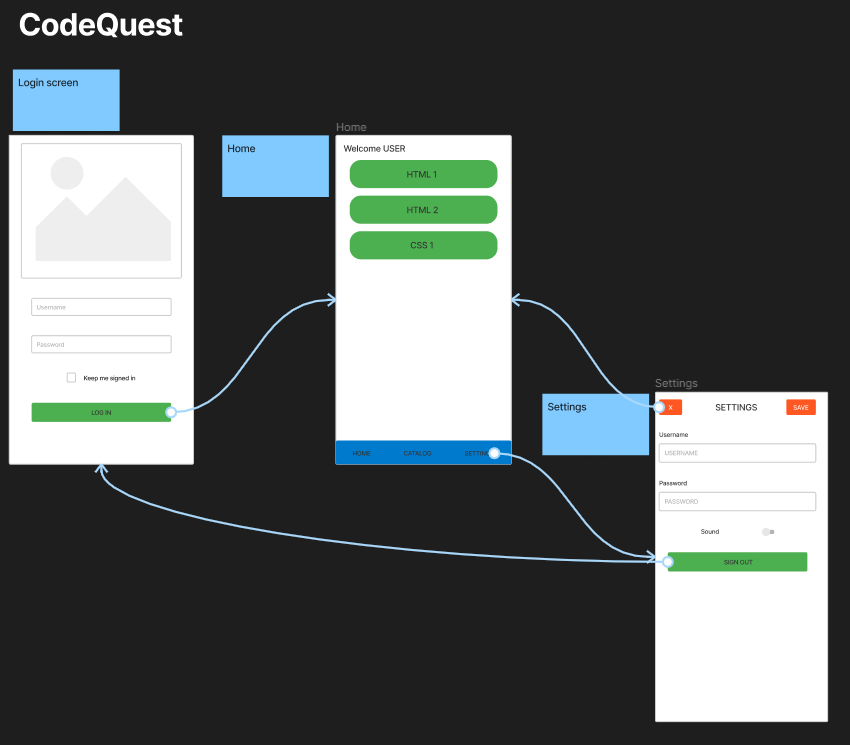 CodeQuest
Login screen
Username
Password
Keep me signed in
LOG IN
Home
Home
Welcome USER
HTML 1
HTML 2
CSS 1
HOME CATALOG
Settings
Settings
X SETTINGS SAVE
Username
USERNAME
Password
PASSWORD
Sound
SIGN OUT